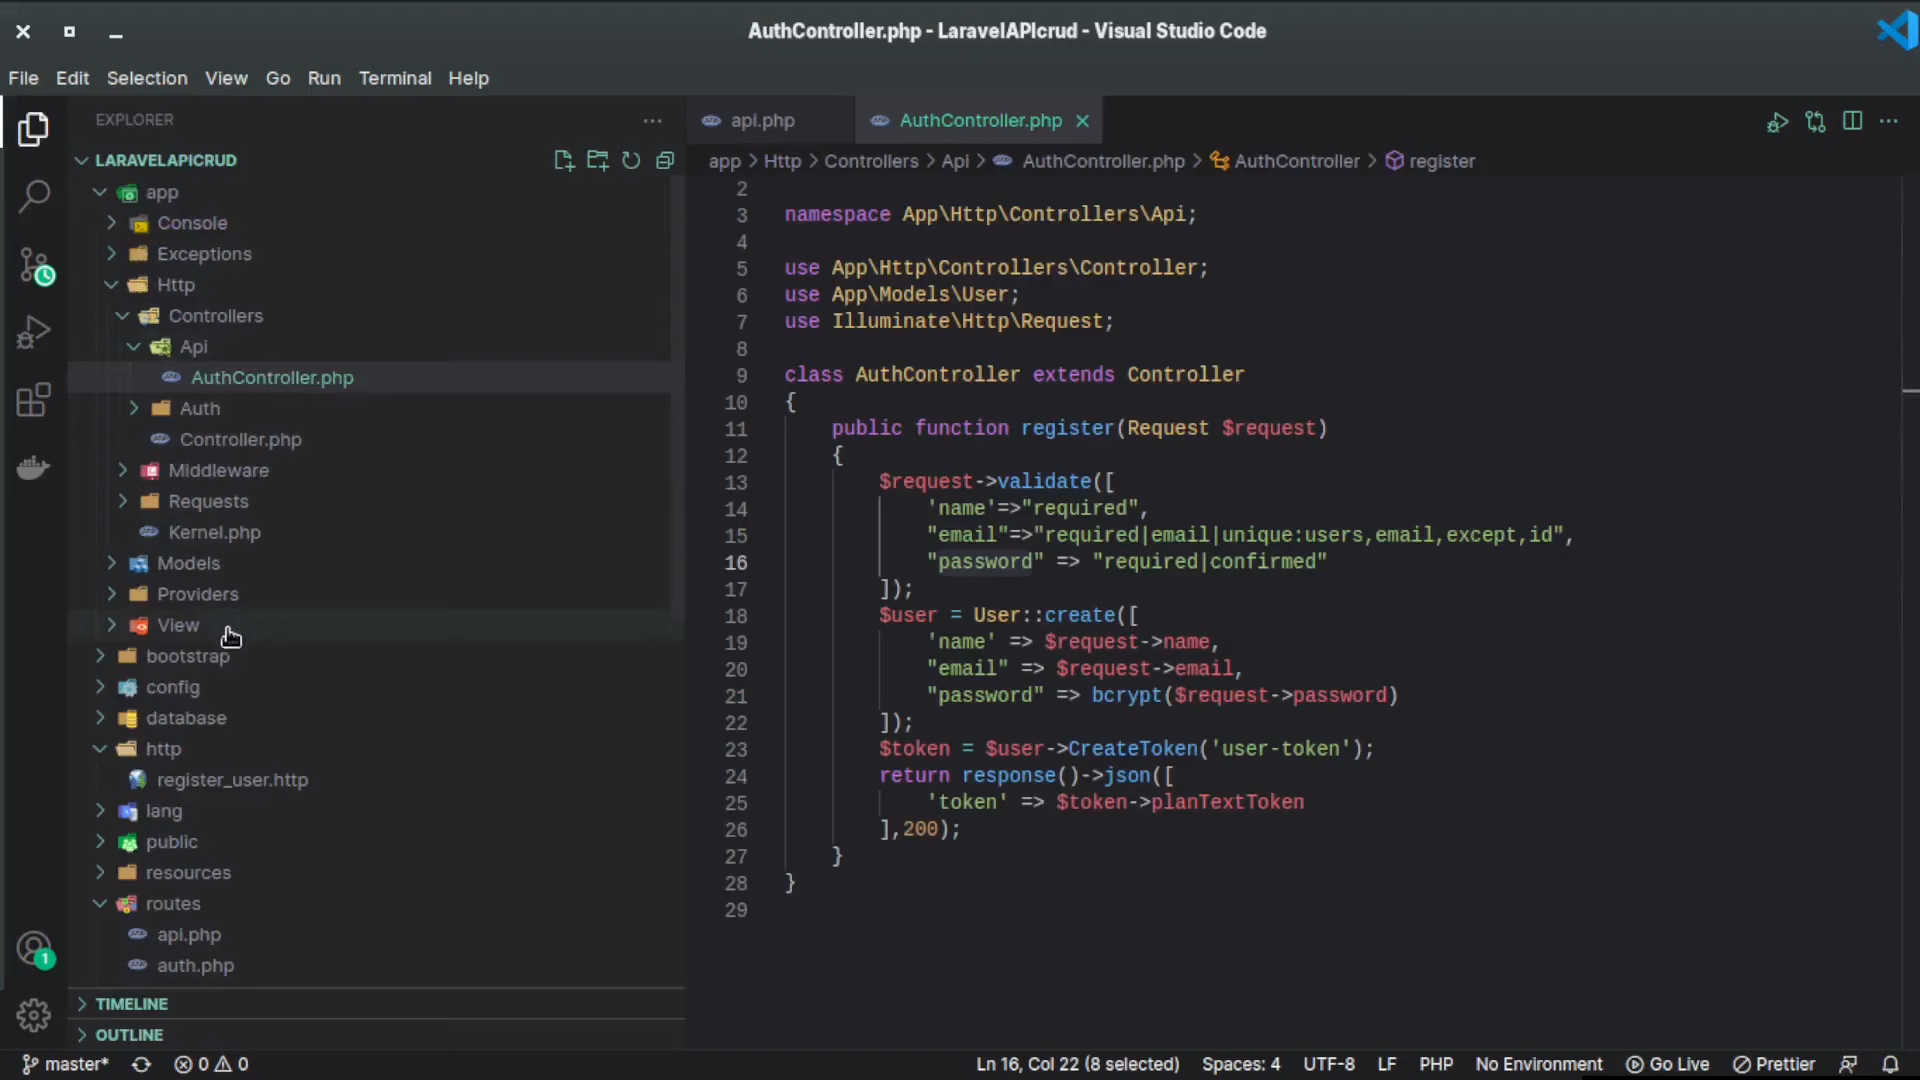 AuthController.php - LaravelAPIcrud - Visual Studio Code
File Edit Selection View Go Run Terminal Help
EXPLORER
LARAVELAPICRUD
app
Console
Exceptions
Http
Controllers
Api
AuthController.php
Auth
Controller.php
Middleware
Requests
Kernel.php
Models
Providers
View
bootstrap
config
database
http
register_user.http
lang
public
resources
routes
api.php
auth.php
TIMELINE
OUTLINE
1
api.php AuthController.php
app > Http > Controllers > Api > AuthController.php > AuthController > register
2
3 namespace App\Http\Controllers\Api;
4
5 use App\Http\Controllers\Controller;
6 use App\Models\User;
7 use Illuminate\Http\Request;
8
9 class AuthController extends Controller
10 {
11 public function register(Request $request)
12 {
13 $request->validate([
14 'name'=>"required",
15 "email"=>"required|email|unique:users,email,except,id",
16 "password" => "required|confirmed"
17 ]);
18 $user = User::create([
19 'name' => $request->name,
20 "email" => $request->email,
21 "password" => bcrypt($request->password)
22 ]);
23 $token = $user->CreateToken('user-token');
24 return response()->json([
25 'token' => $token->planTextToken
26 ],200);
27 }
28 }
29
master* 0 0 Ln 16, Col 22 (8 selected) Spaces: 4 UTF-8 LF PHP No Environment Go Live Prettier